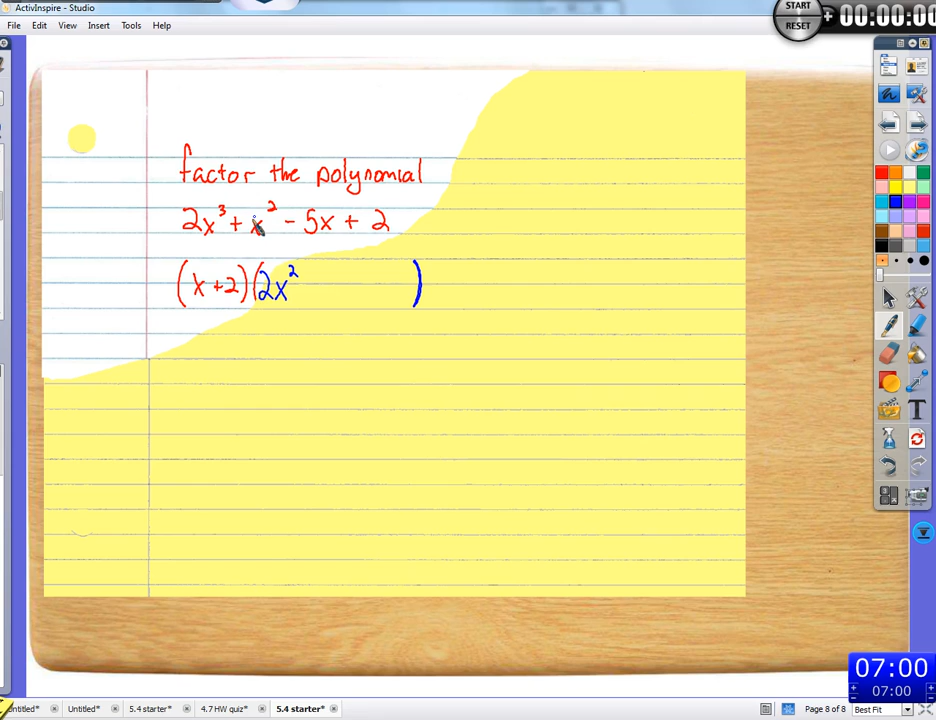 ActivInspire - Studio
START
RESET
00:00:00
File Edit View Insert Tools Help
factor the polynomial
2x³ + x² - 5x + 2
(x + 2)(2x² )
T
07:00
07:00
Untitled* 5.4 starter* 4.7 HW quiz* 5.4 starter* Page 8 of 8 Best Fit